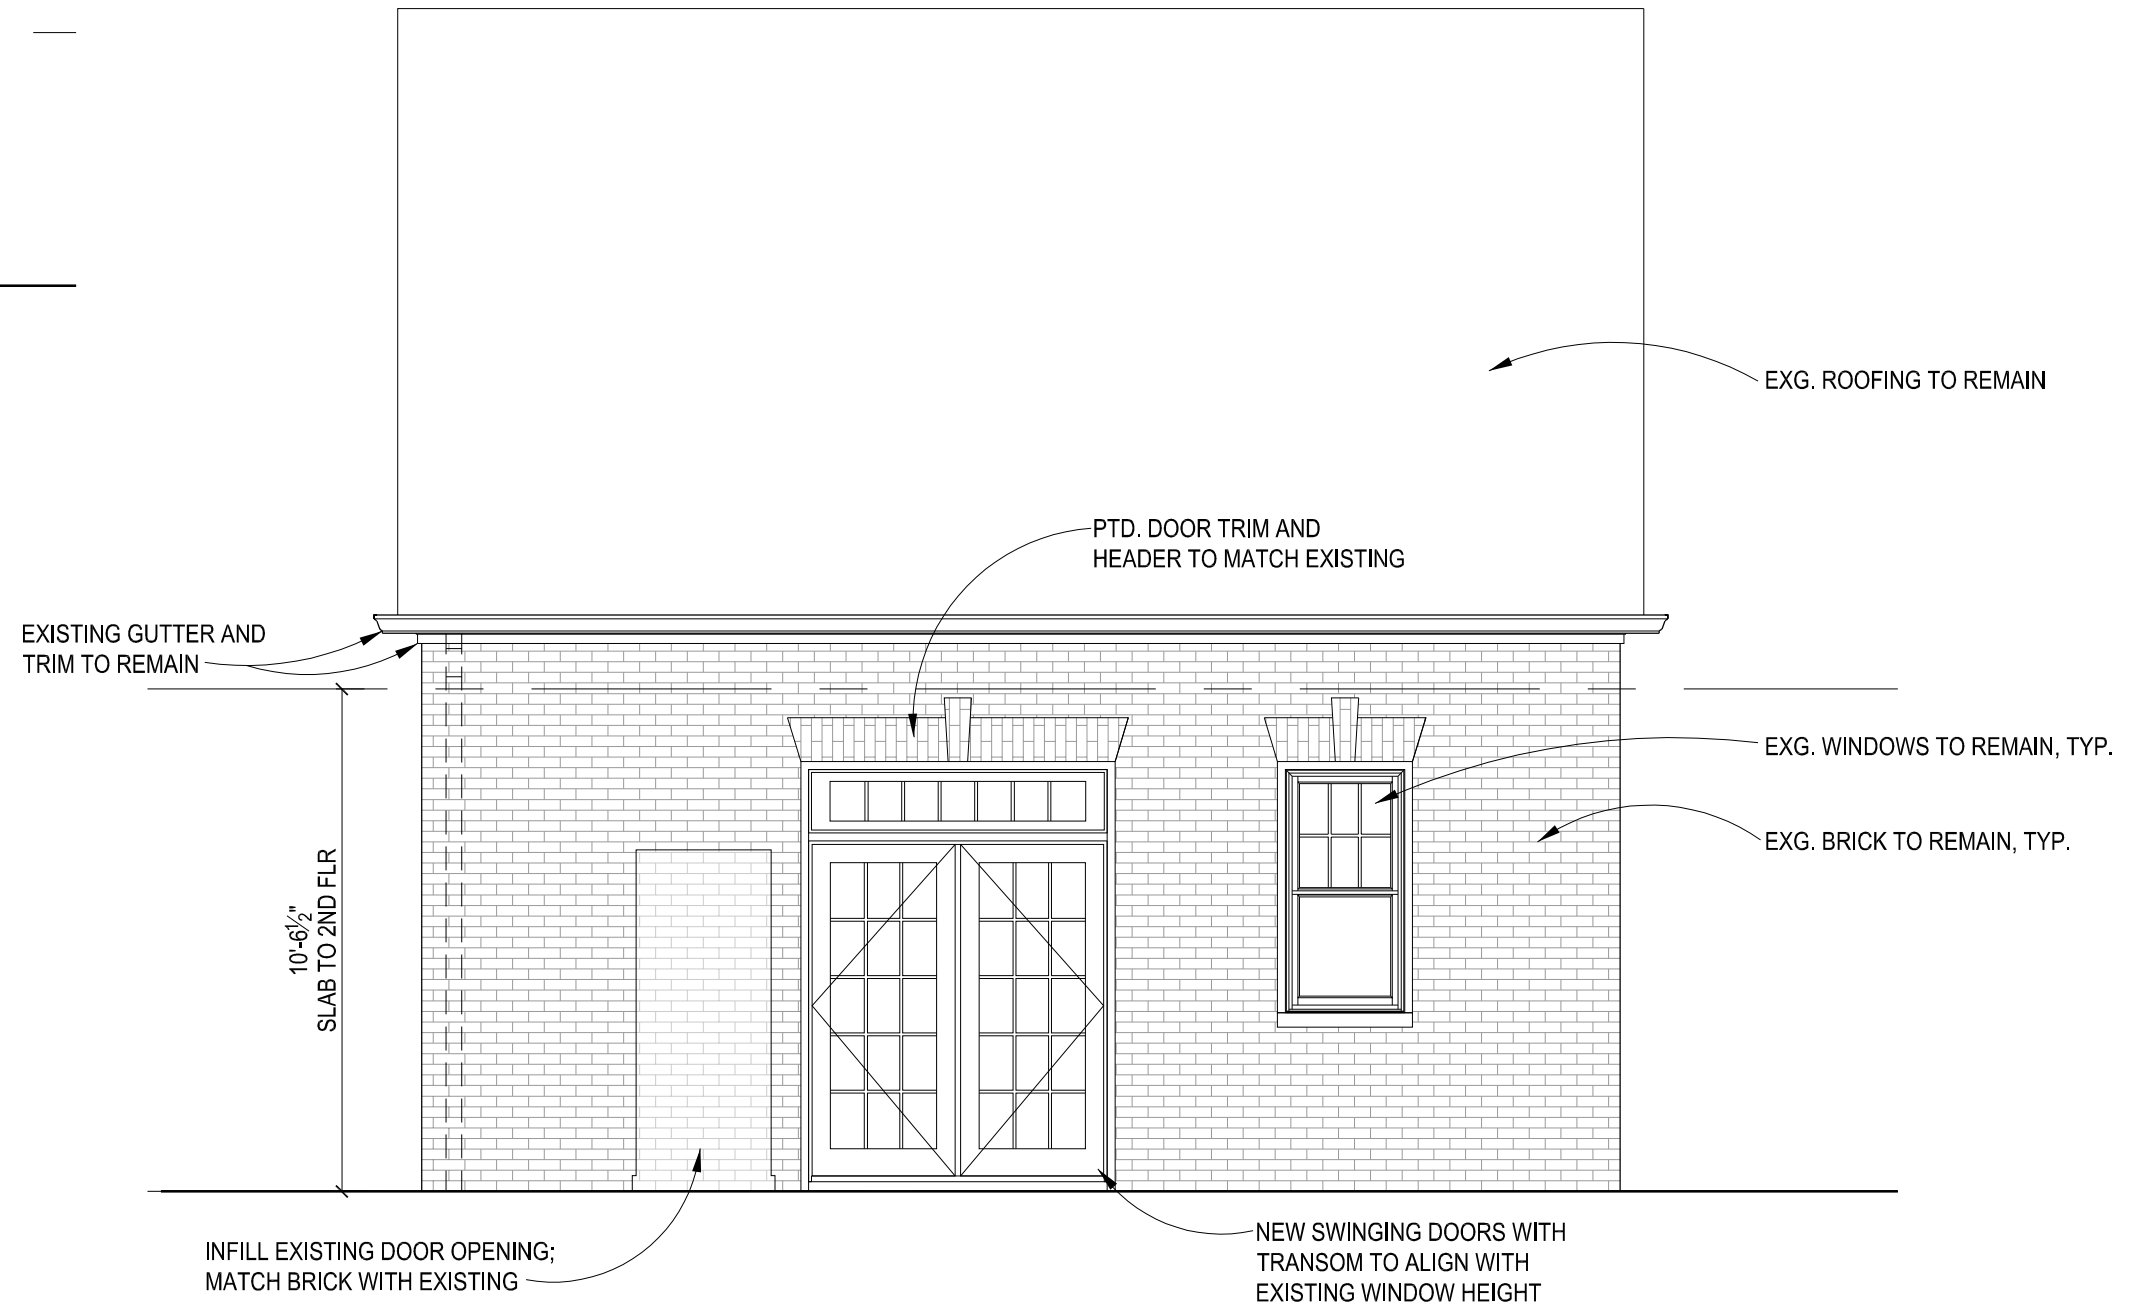 EXG. ROOFING TO REMAIN
PTD. DOOR TRIM AND
HEADER TO MATCH EXISTING
EXISTING GUTTER AND
TRIM TO REMAIN
EXG. WINDOWS TO REMAIN, TYP.
EXG. BRICK TO REMAIN, TYP.
10'-6½"
SLAB TO 2ND FLR
INFILL EXISTING DOOR OPENING;
MATCH BRICK WITH EXISTING
NEW SWINGING DOORS WITH
TRANSOM TO ALIGN WITH
EXISTING WINDOW HEIGHT